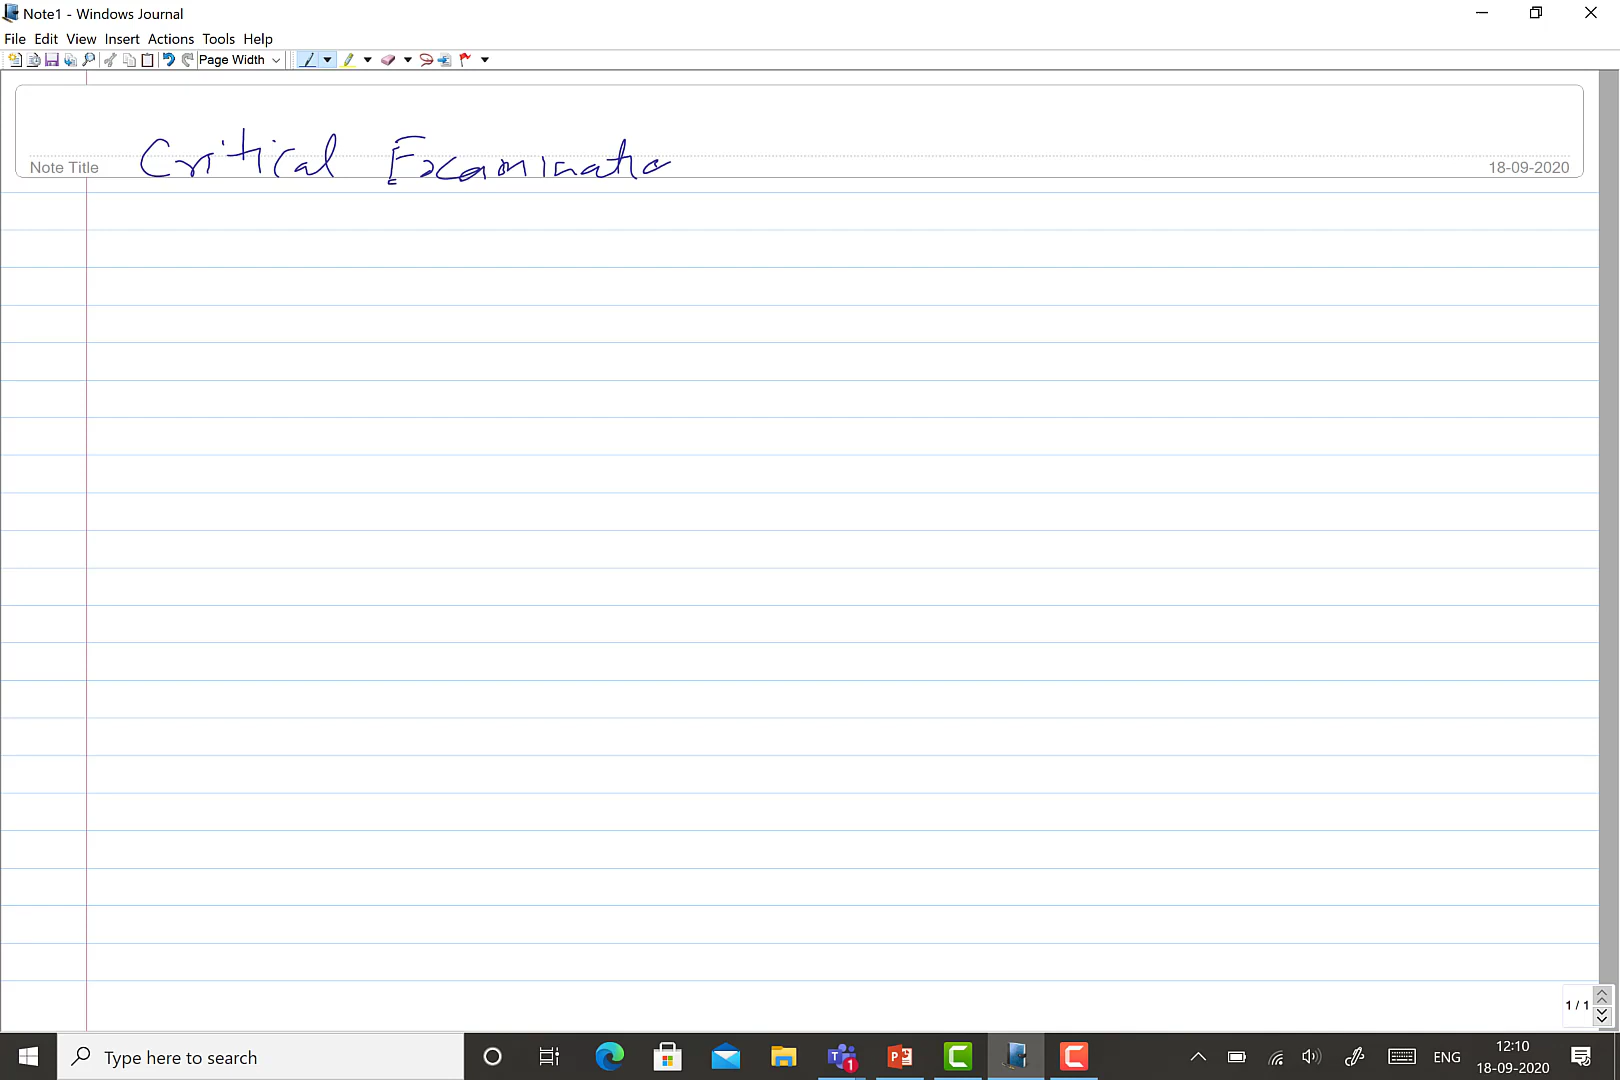 Note1 - Windows Journal
File Edit View Insert Actions Tools Help
Page Width
Critical Examinatio
Note Title
18-09-2020
1 / 1
Type here to search
1
ENG
12:10
18-09-2020